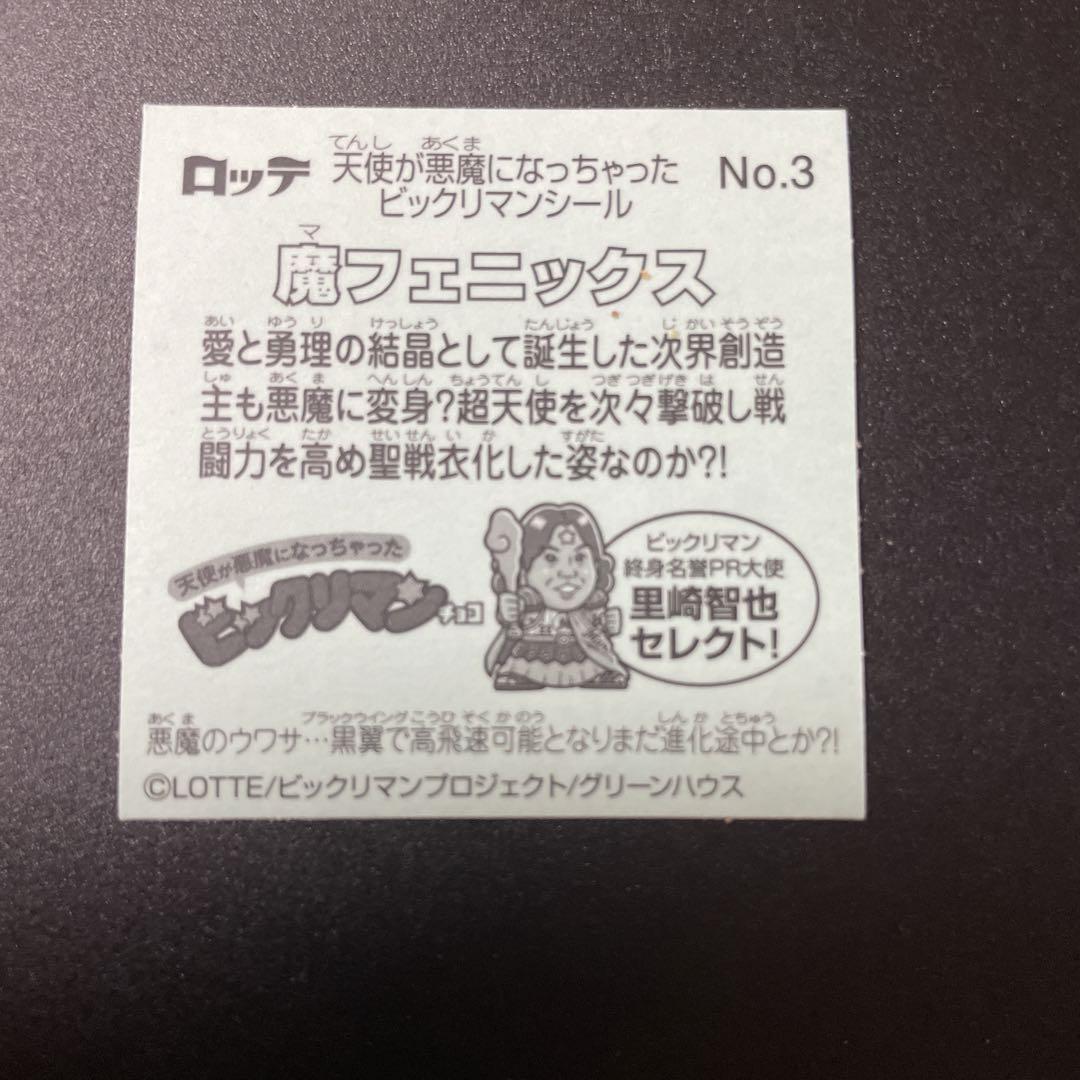 ロッテ 天使が悪魔になっちゃった No.3
てんし あくま
ビックリマンシール
マ
魔フェニックス
あい ゆうり けっしょう たんじょう じかいそうぞう
愛と勇理の結晶として誕生した次界創造
しゅ あくま へんしん ちょうてんし つぎつぎげきは せん
主も悪魔に変身?超天使を次々撃破し戦
とうりょく たか せいせんいか すがた
闘力を高め聖戦衣化した姿なのか?!
天使が悪魔になっちゃった
ビックリマンチョコ
ビックリマン
終身名誉PR大使
里崎智也
セレクト!
あくま ブラックウイング こうひそくかのう しんかとちゅう
悪魔のウワサ…黒翼で高飛速可能となりまだ進化途中とか?!
©LOTTE/ビックリマンプロジェクト/グリーンハウス